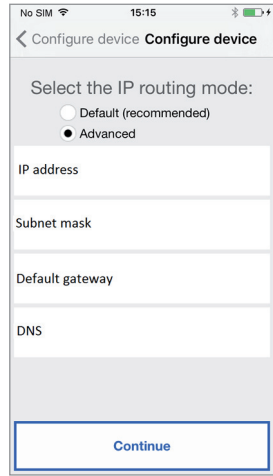 No SIM 15:15
Configure device Configure device
Select the IP routing mode:
Default (recommended)
Advanced
IP address
Subnet mask
Default gateway
DNS
Continue